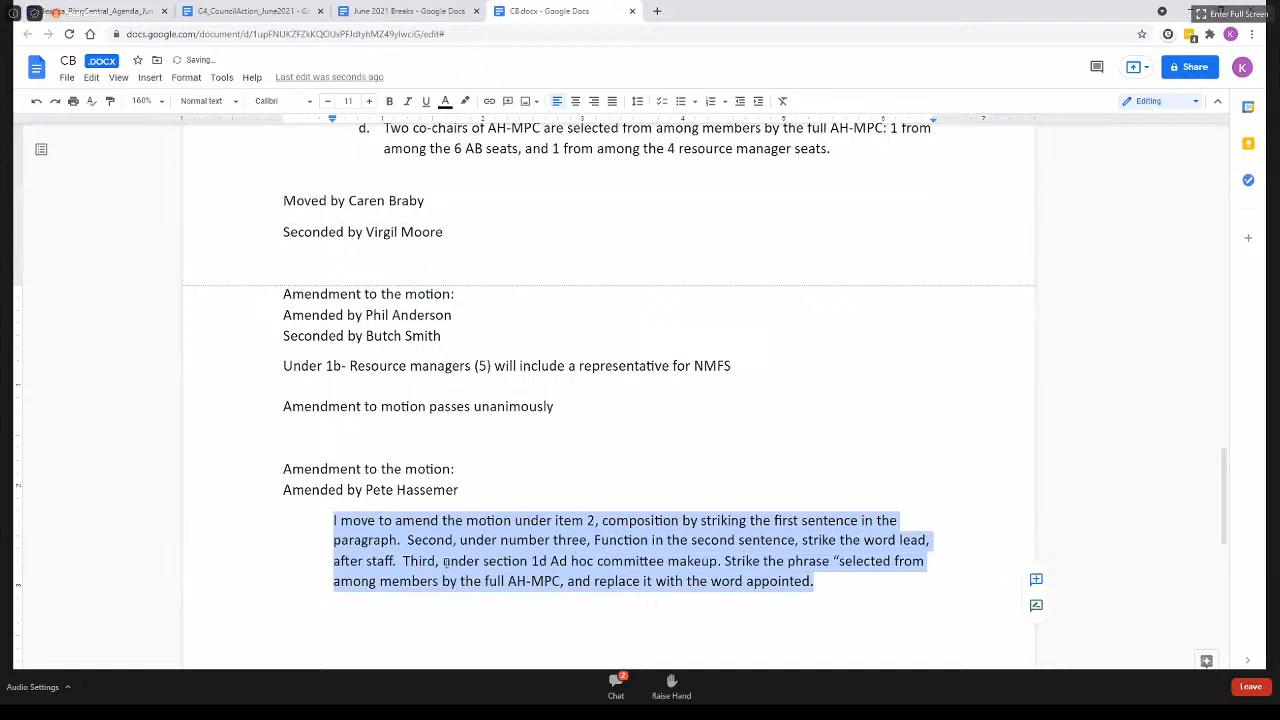 C4_CouncilAction_June2021 - G
June 2021 Breaks - Google Docs
CB.docx - Google Docs
Enter Full Screen
CB .DOCX Saving...
File Edit View Insert Format Tools Help Last edit was seconds ago
Share
K
160% Normal text Calibri 11 Editing
d. Two co-chairs of AH-MPC are selected from among members by the full AH-MPC: 1 from
among the 6 AB seats, and 1 from among the 4 resource manager seats.
Moved by Caren Braby
Seconded by Virgil Moore
Amendment to the motion:
Amended by Phil Anderson
Seconded by Butch Smith
Under 1b- Resource managers (5) will include a representative for NMFS
Amendment to motion passes unanimously
Amendment to the motion:
Amended by Pete Hassemer
I move to amend the motion under item 2, composition by striking the first sentence in the
paragraph. Second, under number three, Function in the second sentence, strike the word lead,
after staff. Third, under section 1d Ad hoc committee makeup. Strike the phrase “selected from
among members by the full AH-MPC, and replace it with the word appointed.
Audio Settings
Chat 2
Raise Hand
Leave